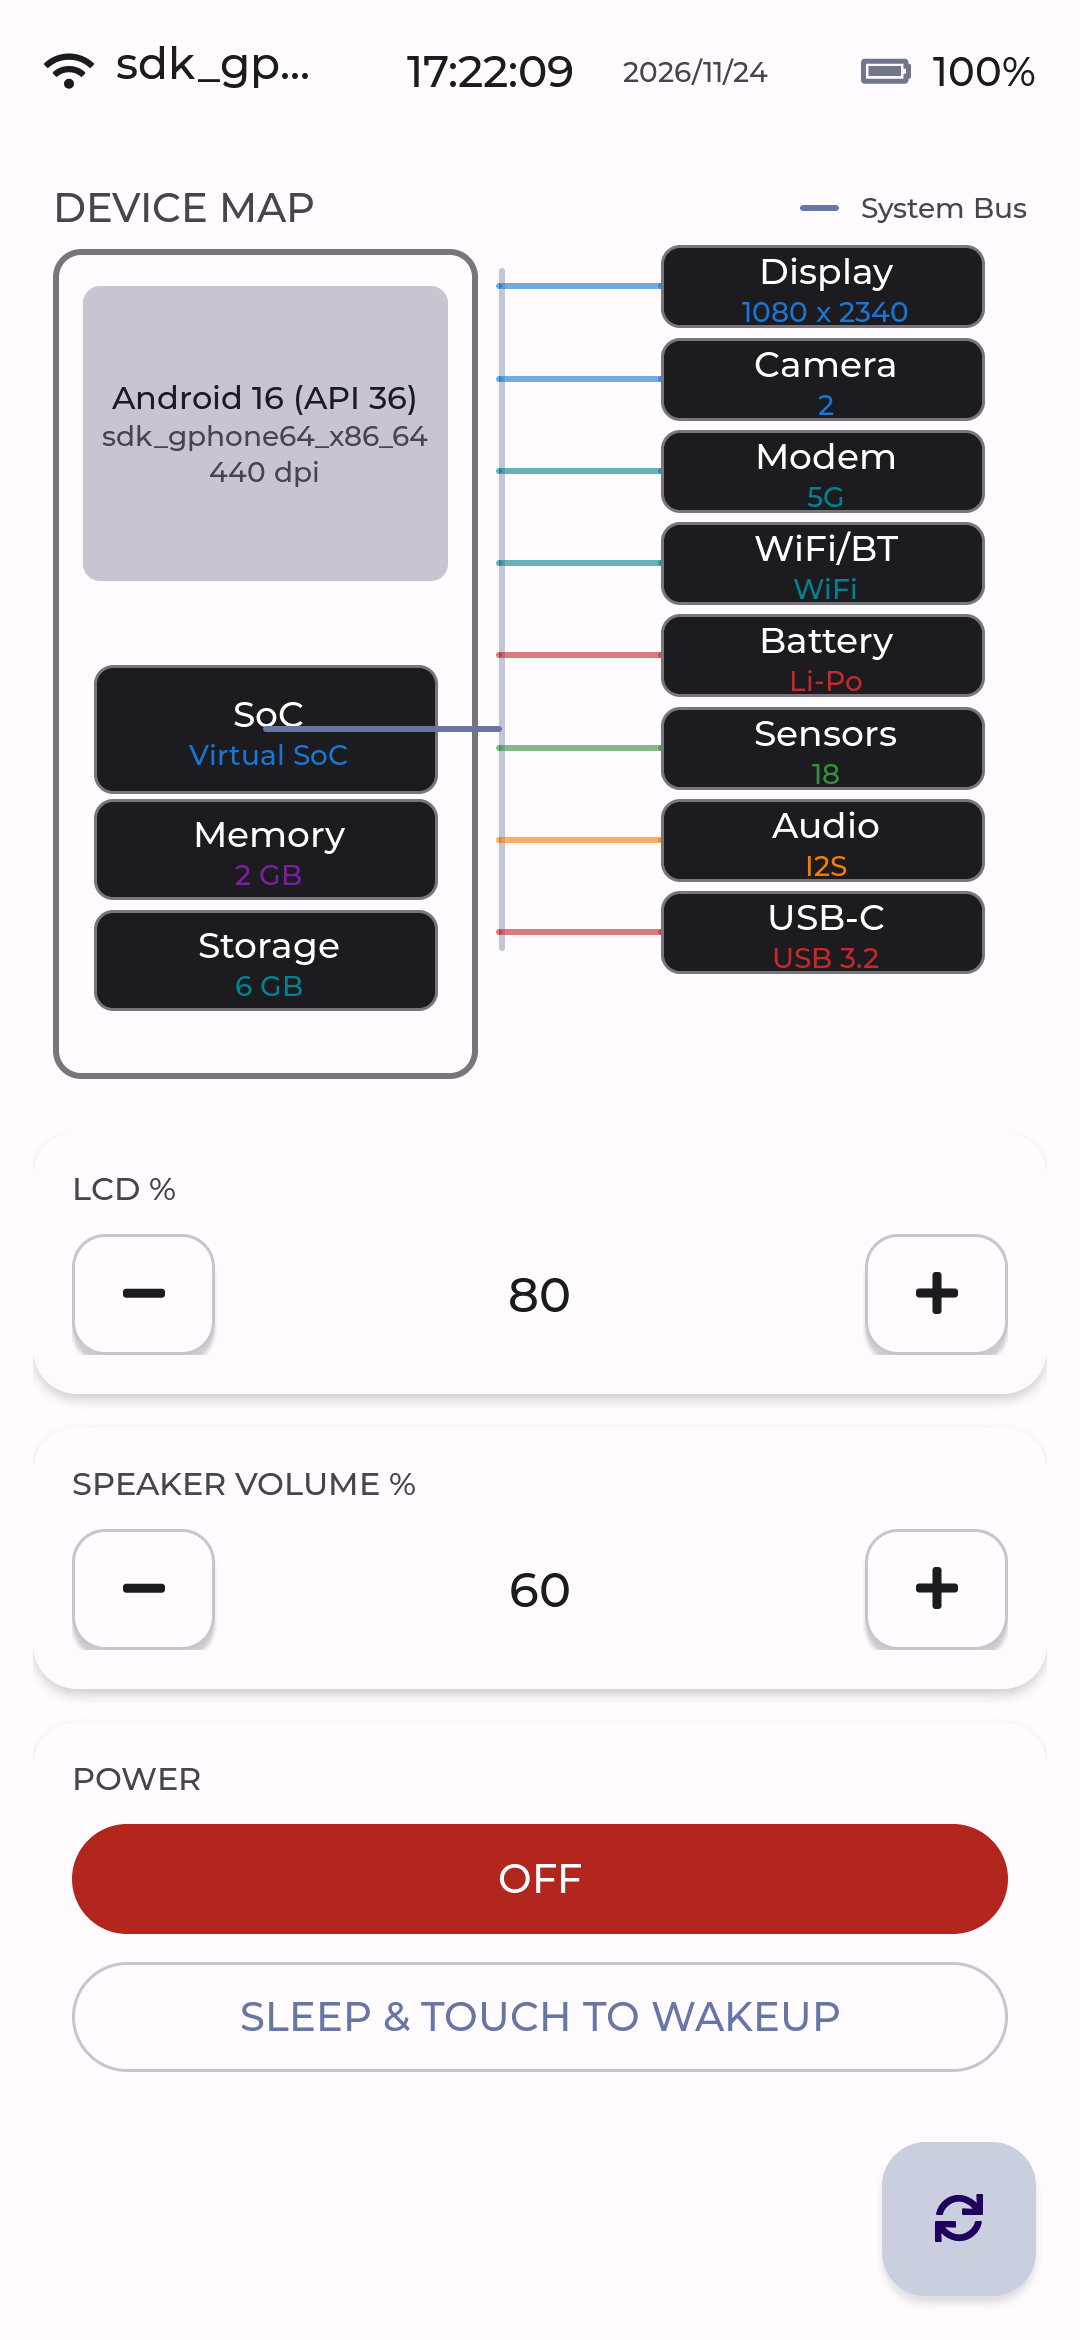 sdk_gp...
17:22:09
2026/11/24
100%
DEVICE MAP
System Bus
Android 16 (API 36)
sdk_gphone64_x86_64
440 dpi
SoC
Virtual SoC
Memory
2 GB
Storage
6 GB
Display
1080 x 2340
Camera
2
Modem
5G
WiFi/BT
WiFi
Battery
Li-Po
Sensors
18
Audio
I2S
USB-C
USB 3.2
LCD %
80
SPEAKER VOLUME %
60
POWER
OFF
SLEEP & TOUCH TO WAKEUP